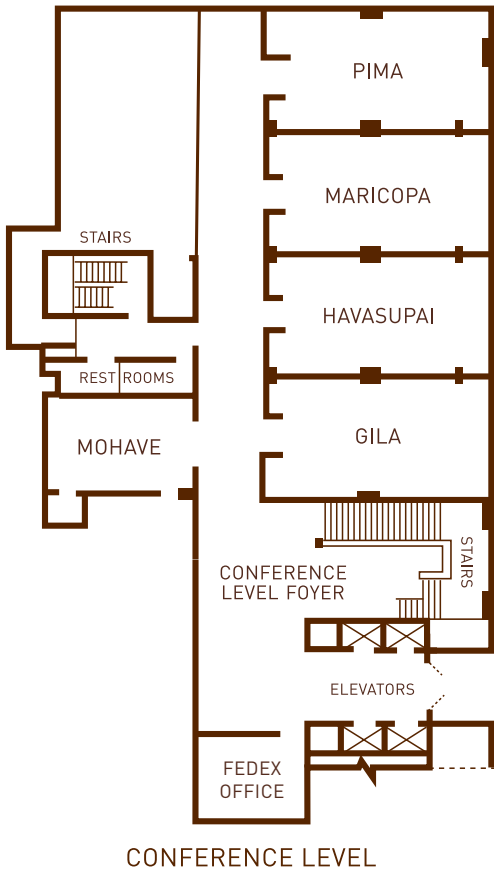 PIMA
MARICOPA
STAIRS
HAVASUPAI
REST ROOMS
GILA
MOHAVE
STAIRS
CONFERENCE
LEVEL FOYER
ELEVATORS
FEDEX
OFFICE
CONFERENCE LEVEL